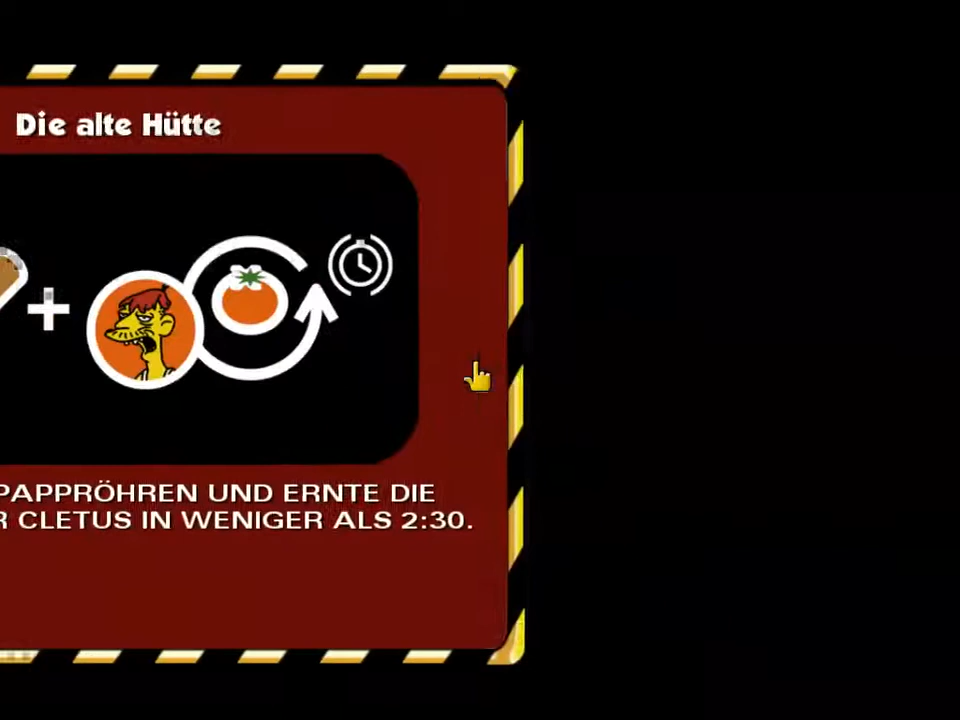 Die alte Hütte
PAPPRÖHREN UND ERNTE DIE
CLETUS IN WENIGER ALS 2:30.